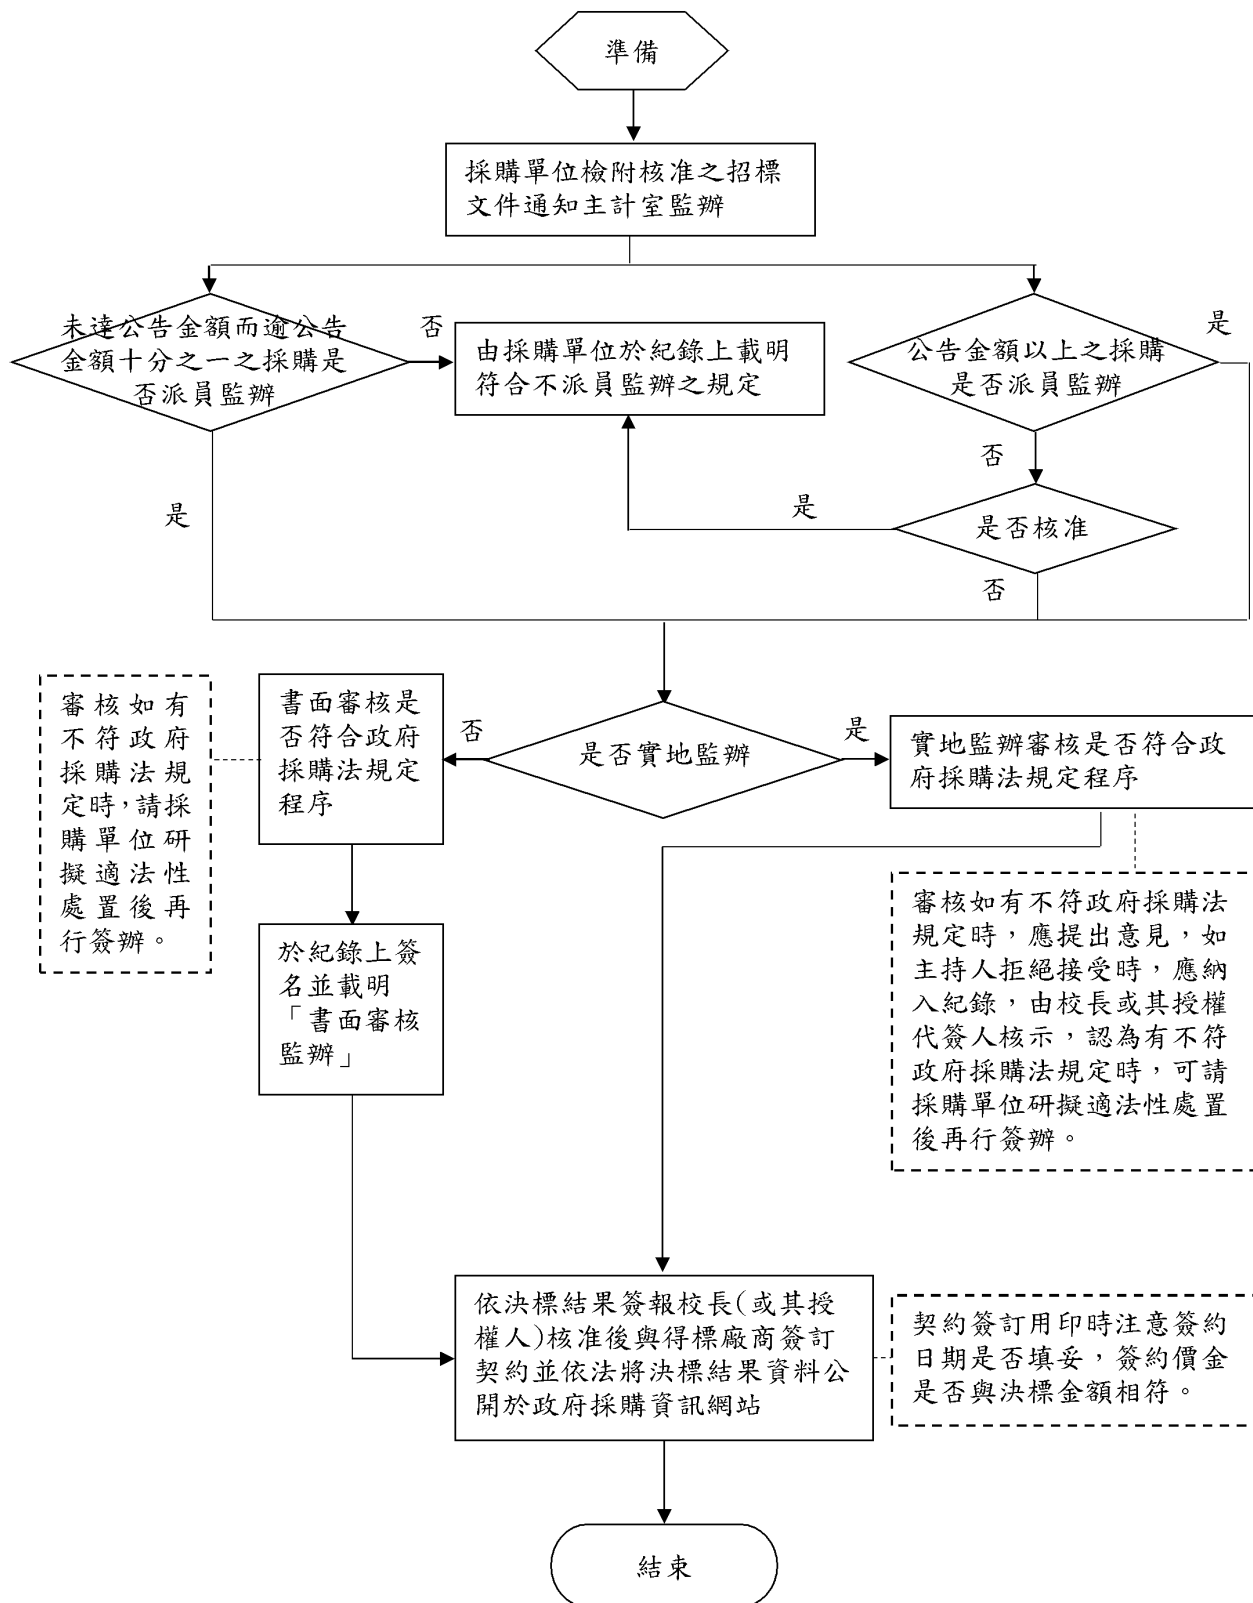 準備
採購單位檢附核准之招標
文件通知主計室監辦
未達公告金額而逾公告
金額十分之一之採購是
否派員監辦
否
由採購單位於紀錄上載明
符合不派員監辦之規定
公告金額以上之採購
是否派員監辦
是
否
是
是
是否核准
否
審核如有
不符政府
採購法規
定時，請採
購單位研
擬適法性
處置後再
行簽辦。
書面審核是
否符合政府
採購法規定
程序
否
是否實地監辦
是
實地監辦審核是否符合政
府採購法規定程序
於紀錄上簽
名並載明
「書面審核
監辦」
審核如有不符政府採購法
規定時，應提出意見，如
主持人拒絕接受時，應納
入紀錄，由校長或其授權
代簽人核示，認為有不符
政府採購法規定時，可請
採購單位研擬適法性處置
後再行簽辦。
依決標結果簽報校長(或其授
權人)核准後與得標廠商簽訂
契約並依法將決標結果資料公
開於政府採購資訊網站
契約簽訂用印時注意簽約
日期是否填妥，簽約價金
是否與決標金額相符。
結束